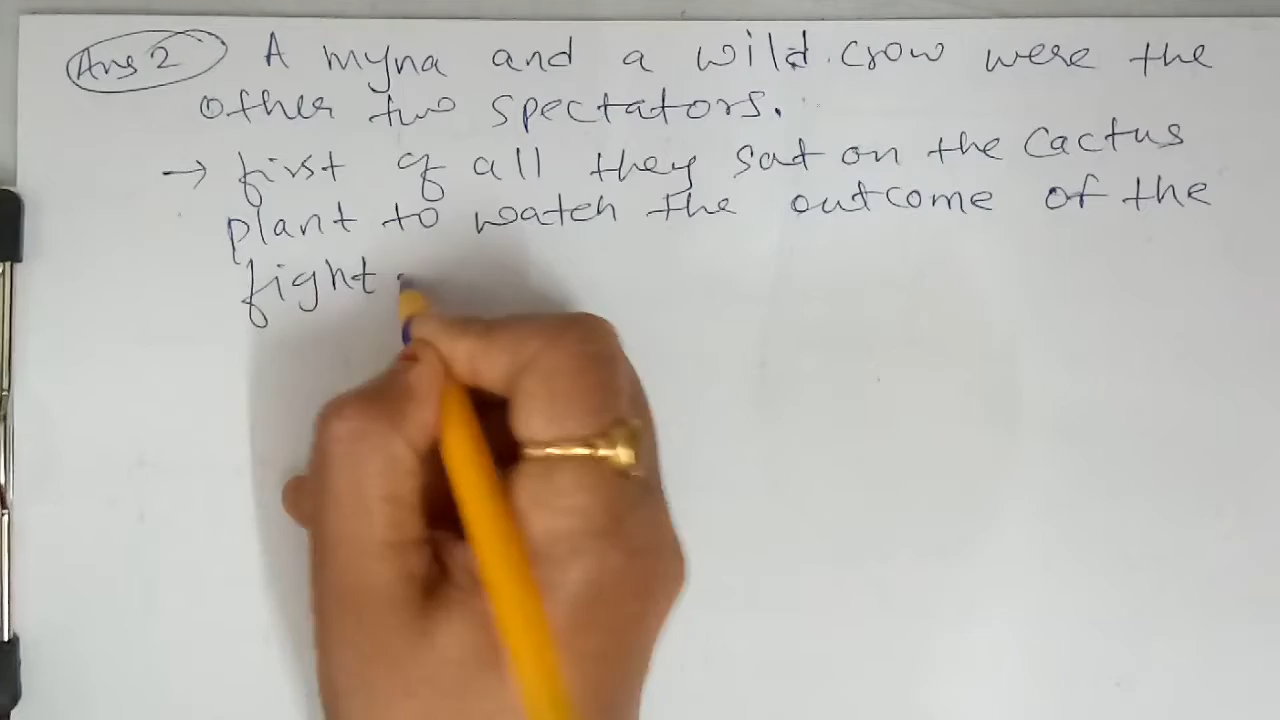 Ans 2 A myna and a wild crow were the
other two spectators.
→ first of all they sat on the Cactus
plant to watch the outcome of the
fight